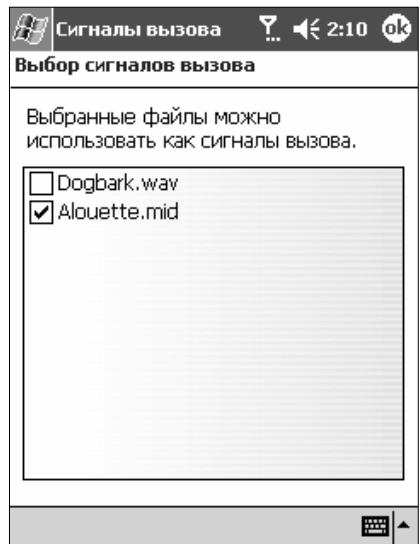 Сигналы вызова 2:10 ok
Выбор сигналов вызова
Выбранные файлы можно
использовать как сигналы вызова.
Dogbark.wav
Alouette.mid